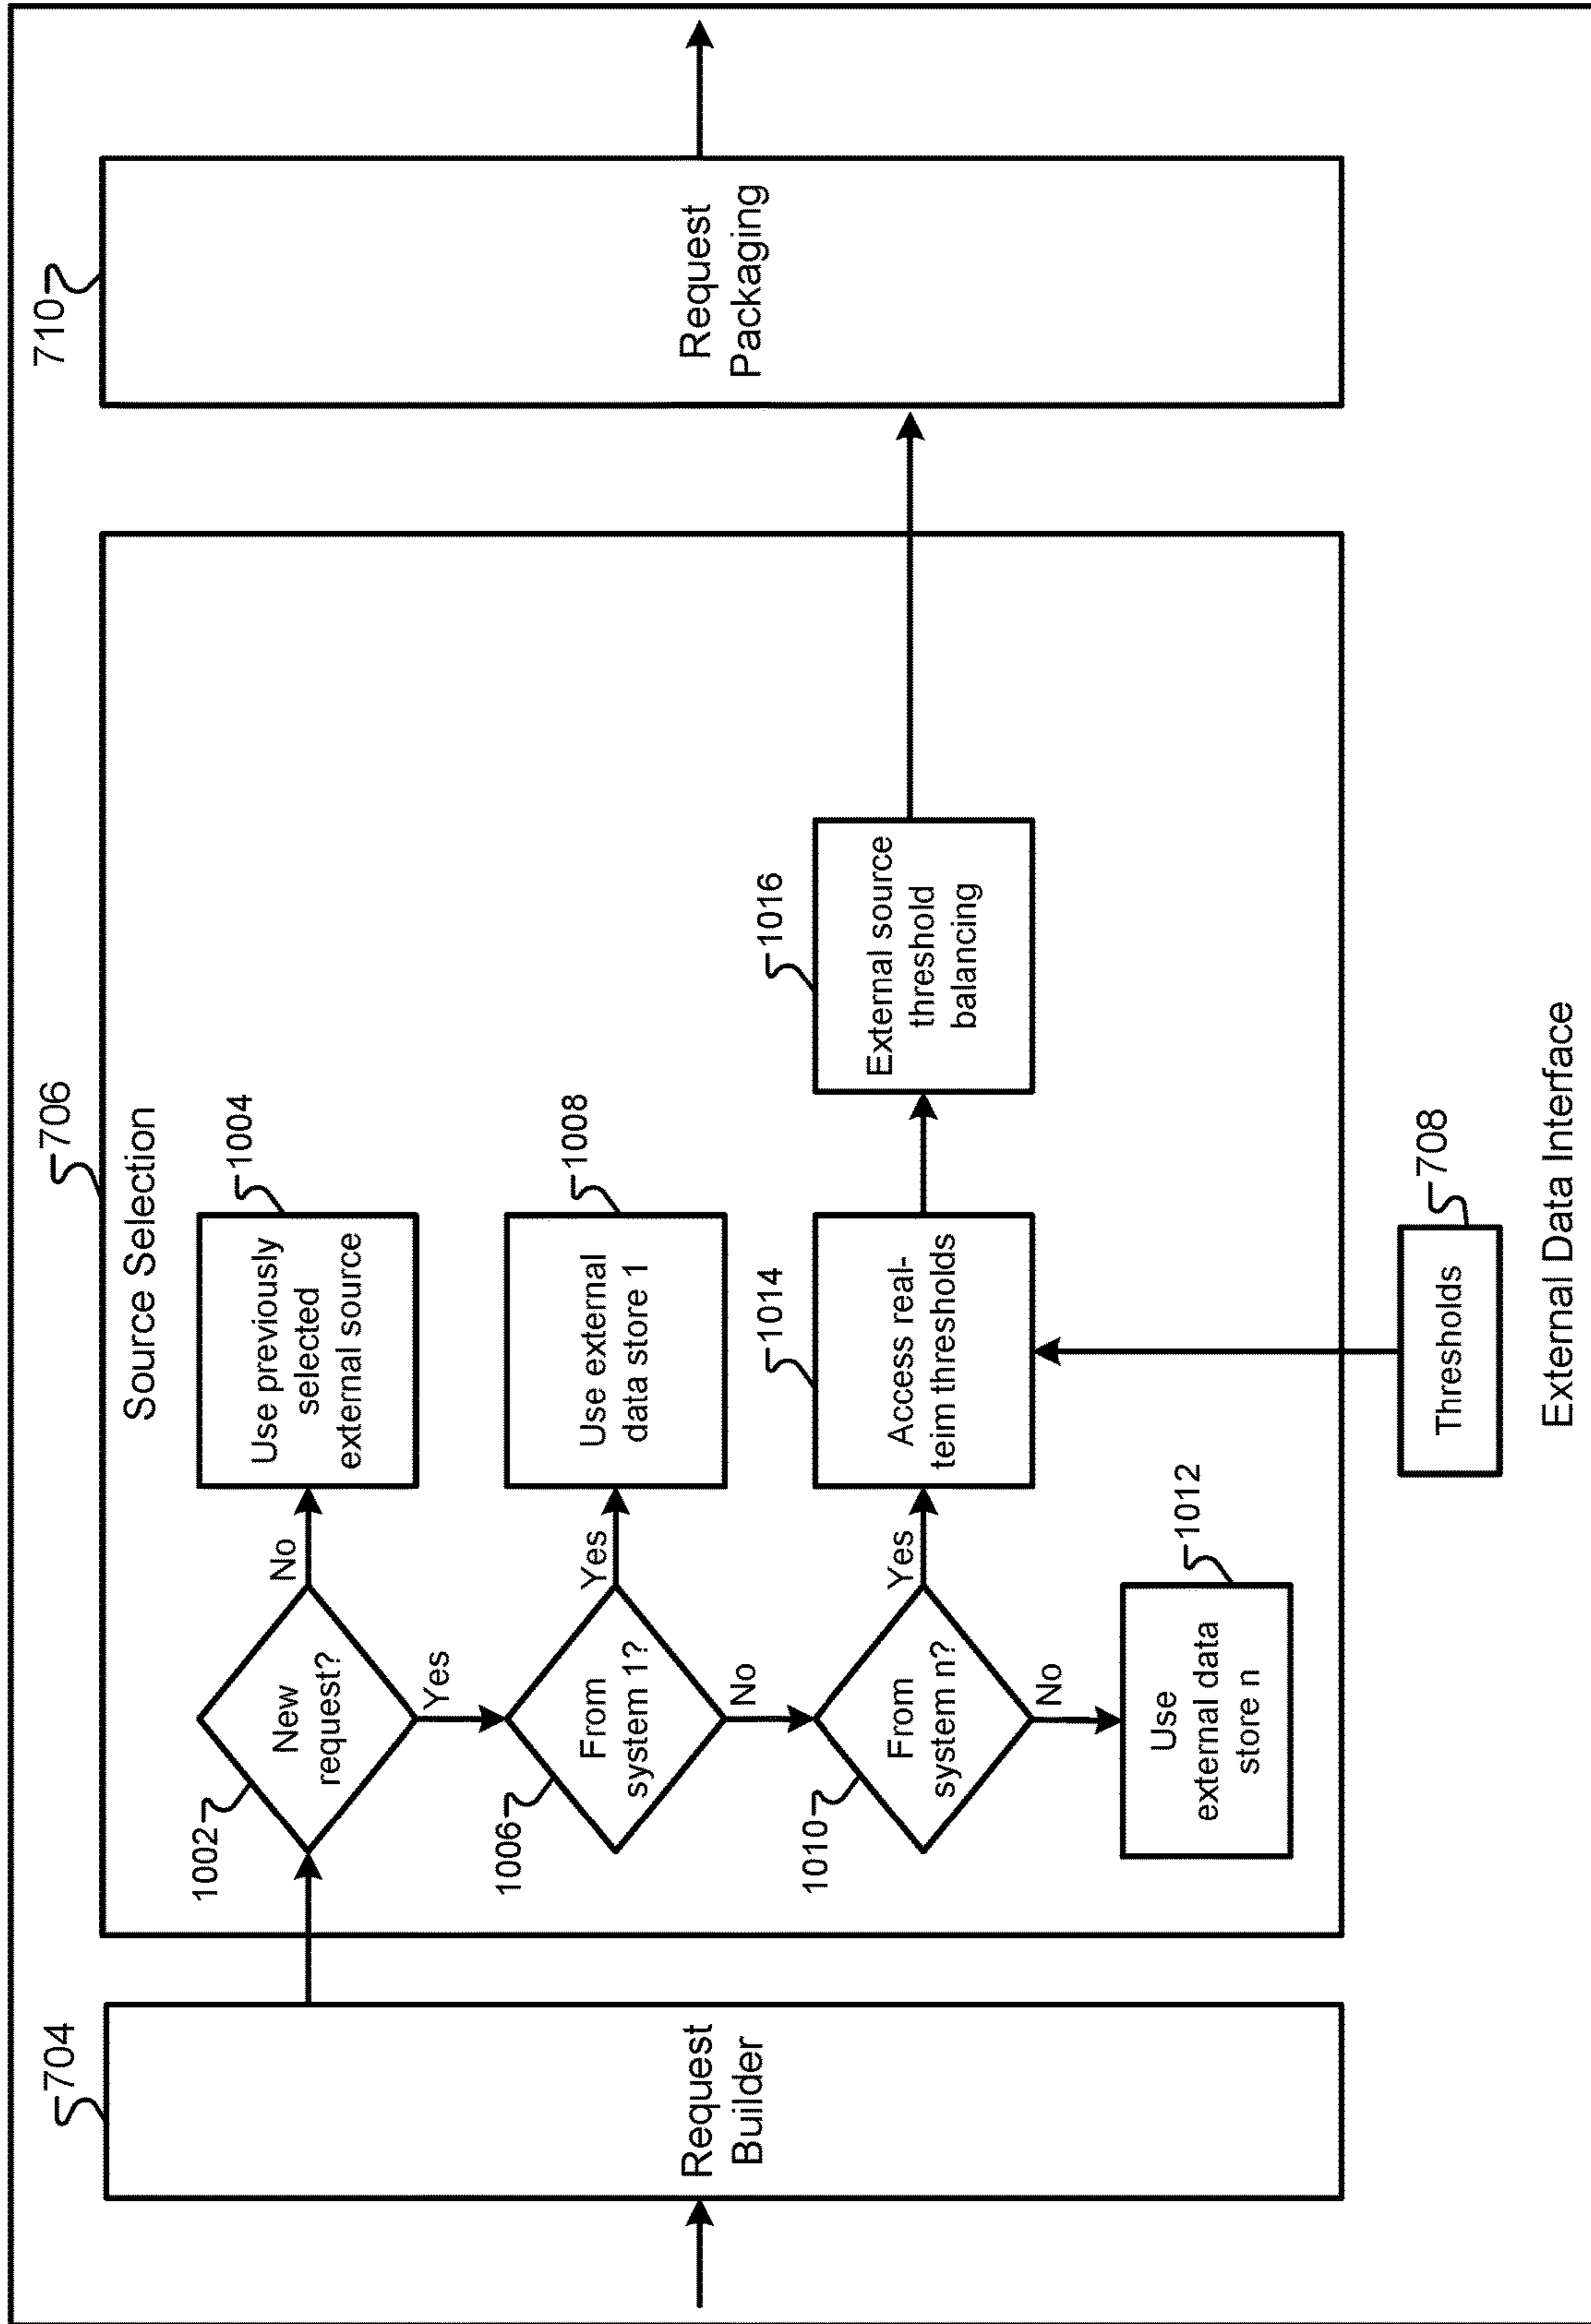 704
Request
Builder
706
Source Selection
1002
New
request?
No
Yes
1004
Use previously
selected
external source
1006
From
system 1?
Yes
No
1008
Use external
data store 1
1010
From
system n?
Yes
No
1014
Access real-
teim thresholds
1016
External source
threshold
balancing
1012
Use
external data
store n
710
Request
Packaging
708
Thresholds
External Data Interface